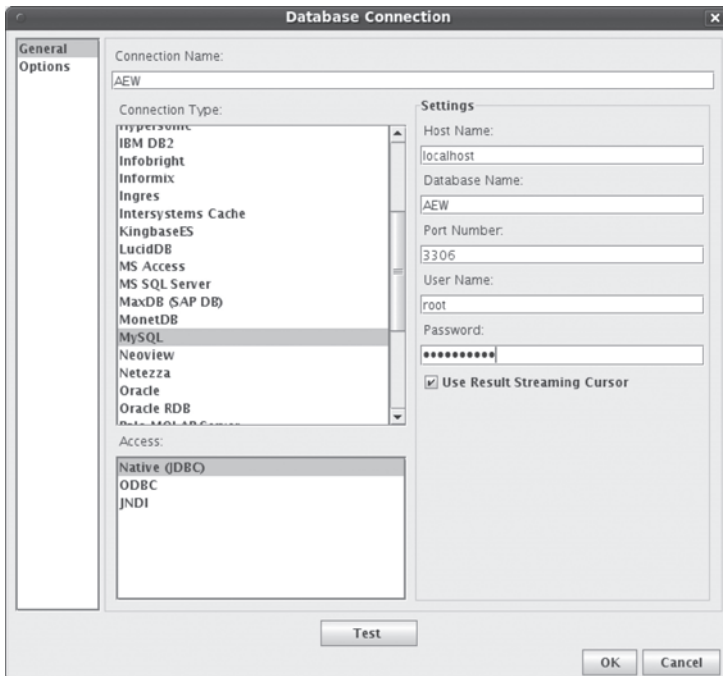 Database Connection
General
Options
Connection Name:
AEW
Connection Type:
Hypersonic
IBM DB2
Infobright
Informix
Ingres
Intersystems Cache
KingbaseES
LucidDB
MS Access
MS SQL Server
MaxDB (SAP DB)
MonetDB
MySQL
Neoview
Netezza
Oracle
Oracle RDB
Access:
Native (JDBC)
ODBC
JNDI
Settings
Host Name:
localhost
Database Name:
AEW
Port Number:
3306
User Name:
root
Password:
••••••••••
Use Result Streaming Cursor
Test
OK
Cancel